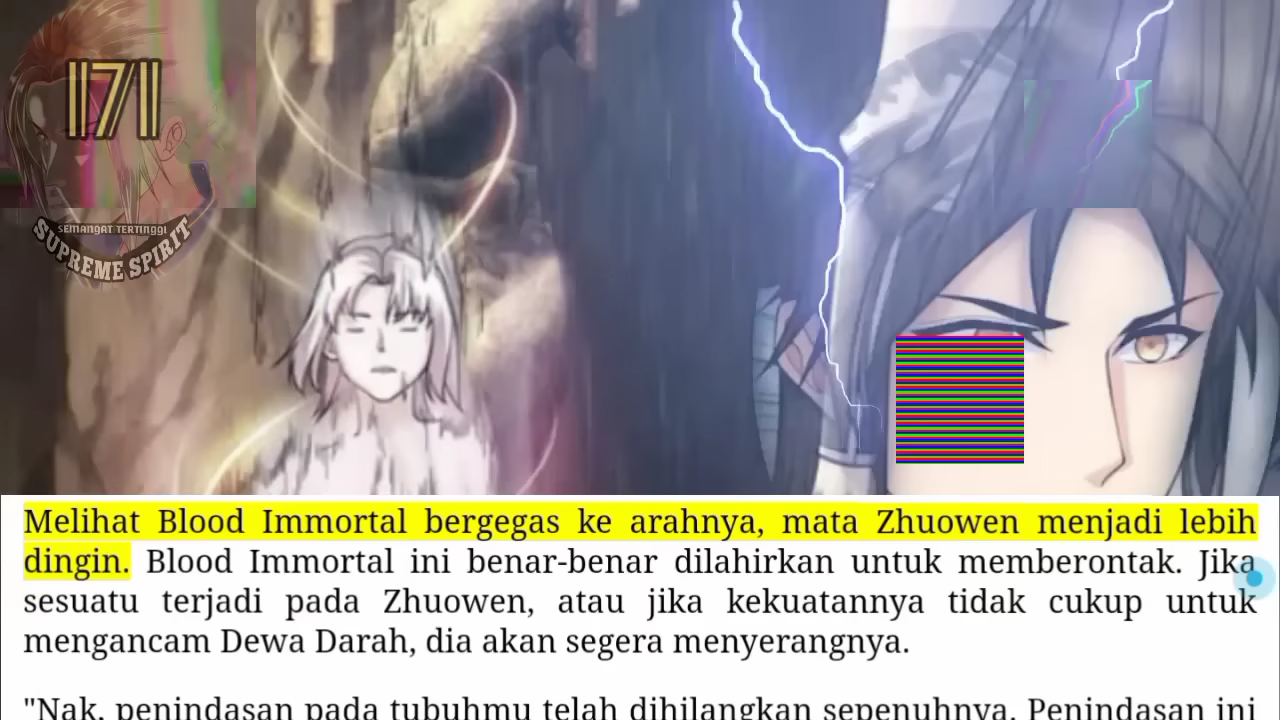 171
SEMANGAT TERTINGGI
SUPREME SPIRIT
Melihat Blood Immortal bergegas ke arahnya, mata Zhuowen menjadi lebih
dingin. Blood Immortal ini benar-benar dilahirkan untuk memberontak. Jika
sesuatu terjadi pada Zhuowen, atau jika kekuatannya tidak cukup untuk
mengancam Dewa Darah, dia akan segera menyerangnya.
"Nak, penindasan pada tubuhmu telah dihilangkan sepenuhnya. Penindasan ini